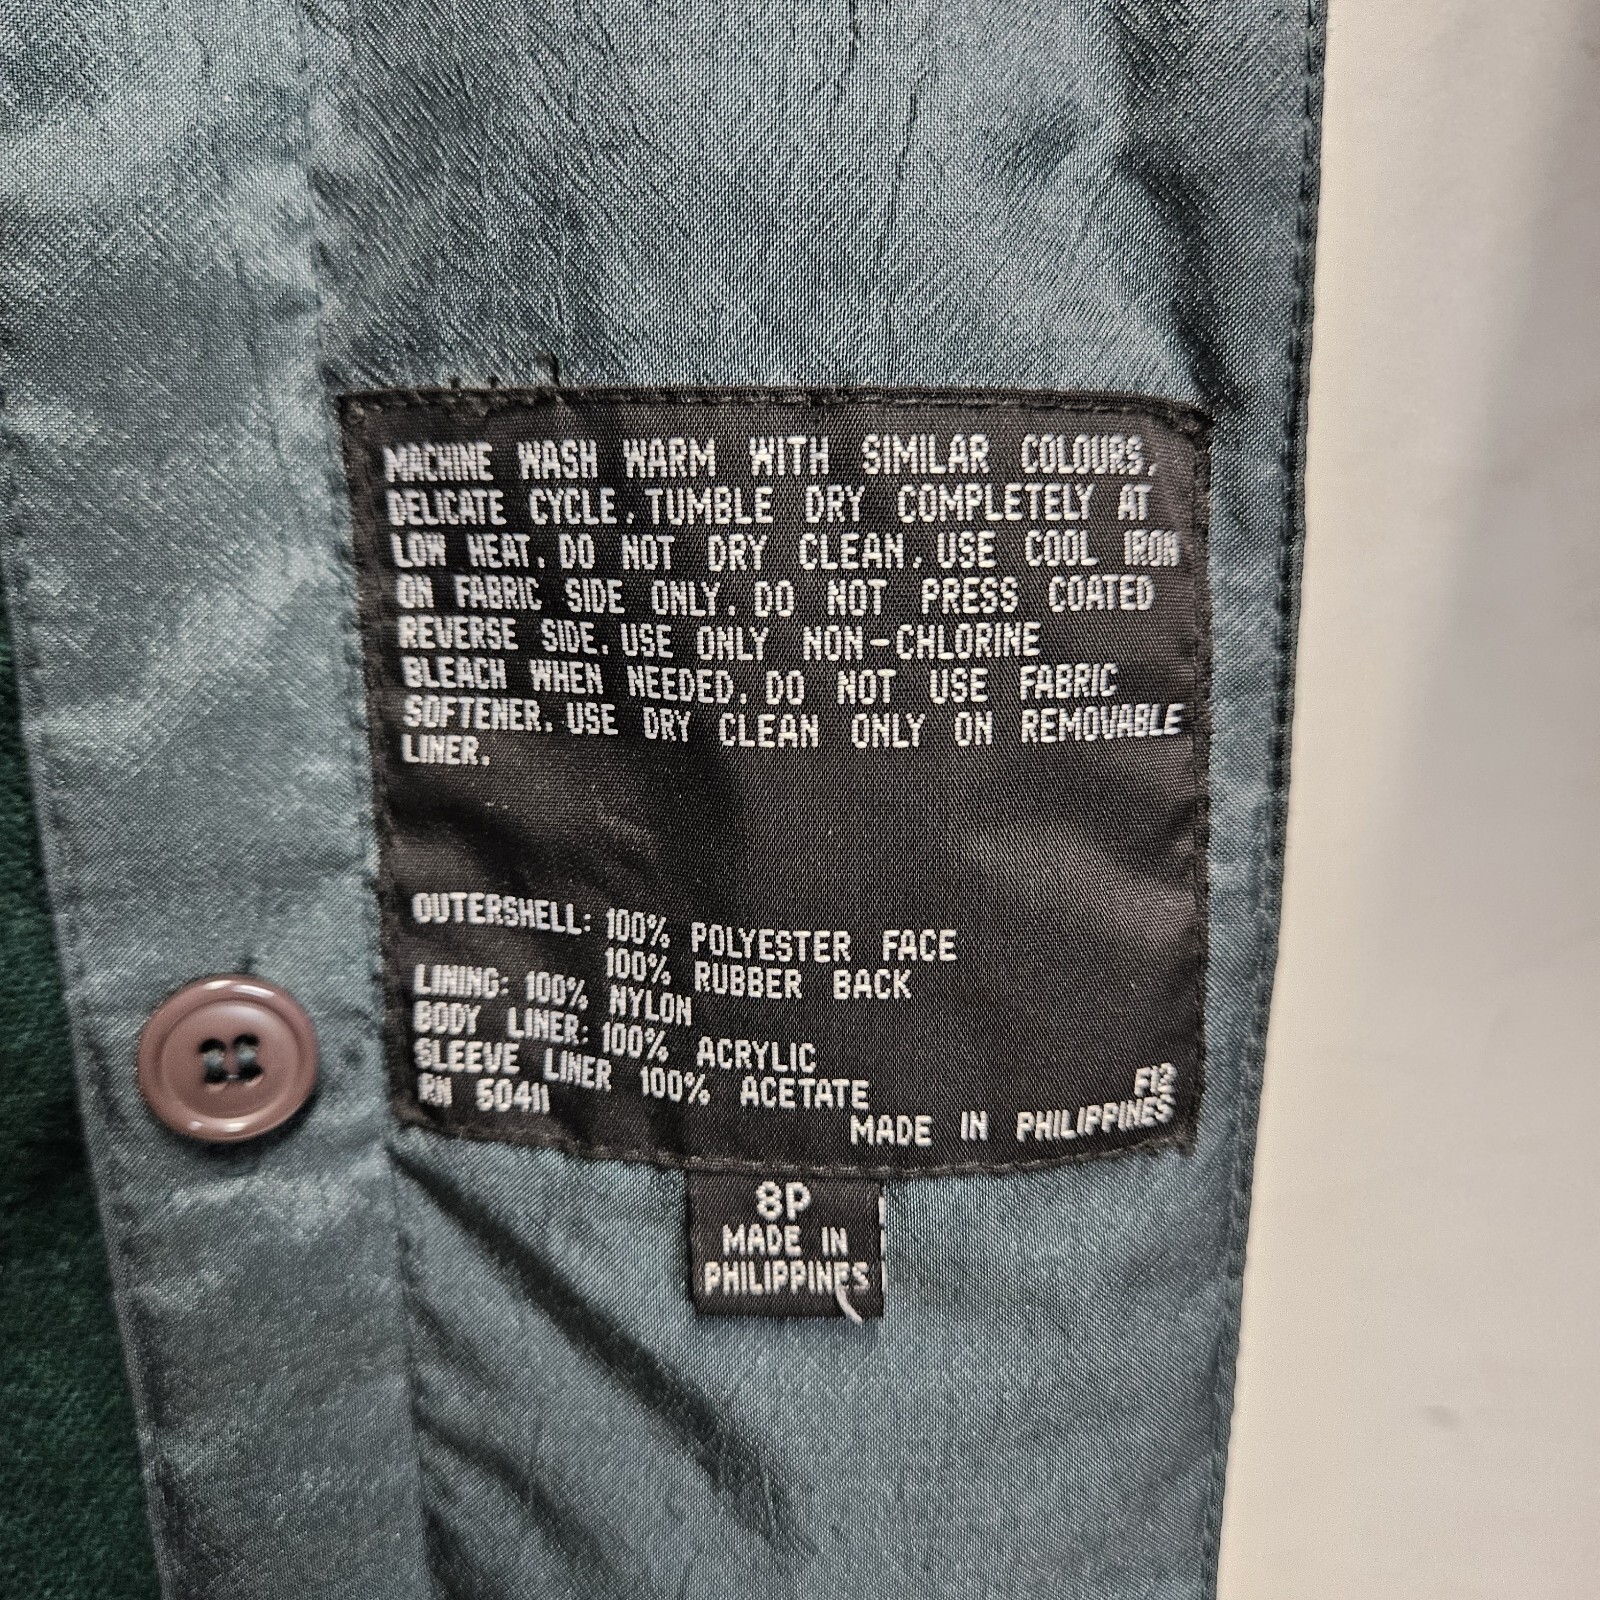 MACHINE WASH WARM WITH SIMILAR COLOURS.
DELICATE CYCLE. TUMBLE DRY COMPLETELY AT
LOW HEAT. DO NOT DRY CLEAN. USE COOL IRON
ON FABRIC SIDE ONLY. DO NOT PRESS COATED
REVERSE SIDE. USE ONLY NON-CHLORINE
BLEACH WHEN NEEDED. DO NOT USE FABRIC
SOFTENER. USE DRY CLEAN ONLY ON REMOVABLE
LINER.
OUTERSHELL: 100% POLYESTER FACE
100% RUBBER BACK
LINING: 100% NYLON
BODY LINER: 100% ACRYLIC
SLEEVE LINER 100% ACETATE
RN 50411
F12
MADE IN PHILIPPINES
8P
MADE IN
PHILIPPINES